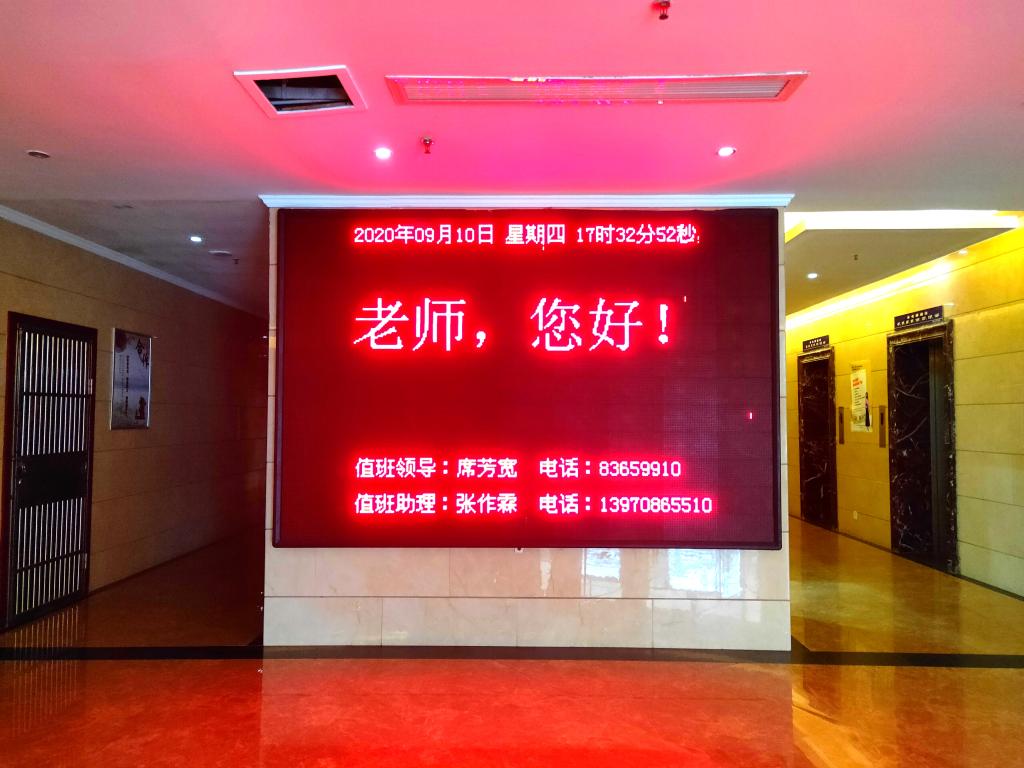 2020年09月10日 星期四 17时32分52秒
老师，您好！
值班领导：席芳宽 电话：83659910
值班助理：张作霖 电话：13970865510